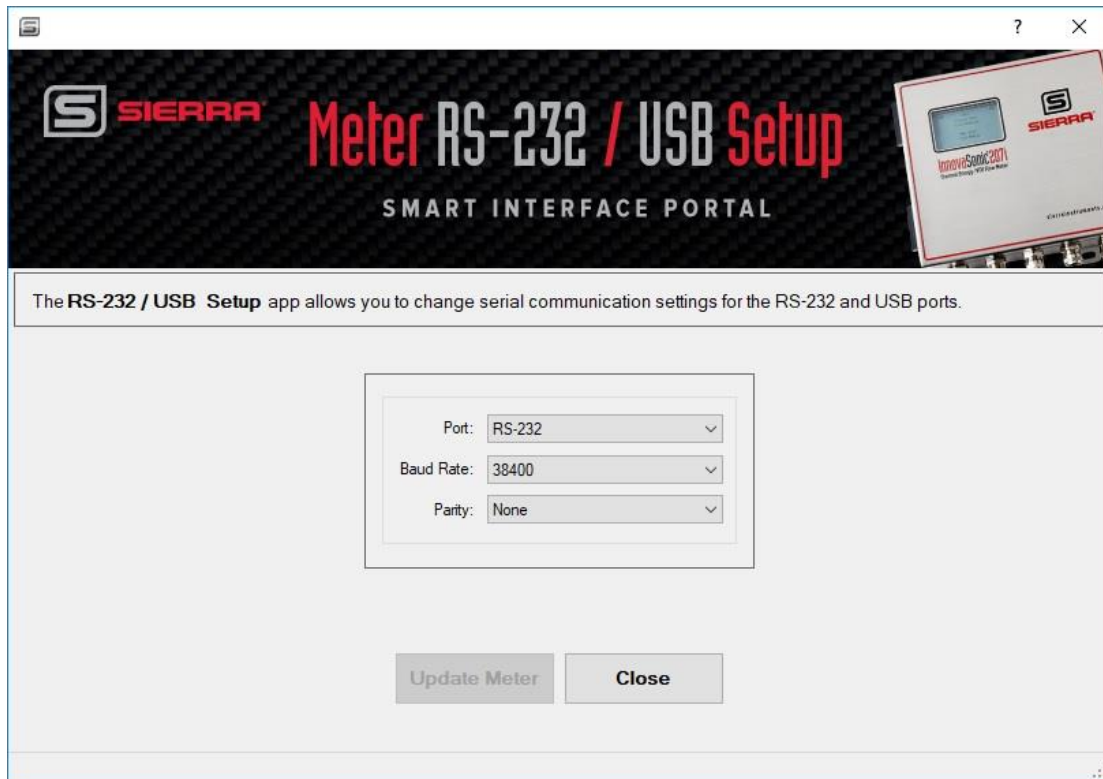 ?
SIERRA
Meter RS-232 / USB Setup
SMART INTERFACE PORTAL
SIERRA
InnovaSonic 207i
The RS-232 / USB Setup app allows you to change serial communication settings for the RS-232 and USB ports.
Port: RS-232
Baud Rate: 38400
Parity: None
Update Meter
Close